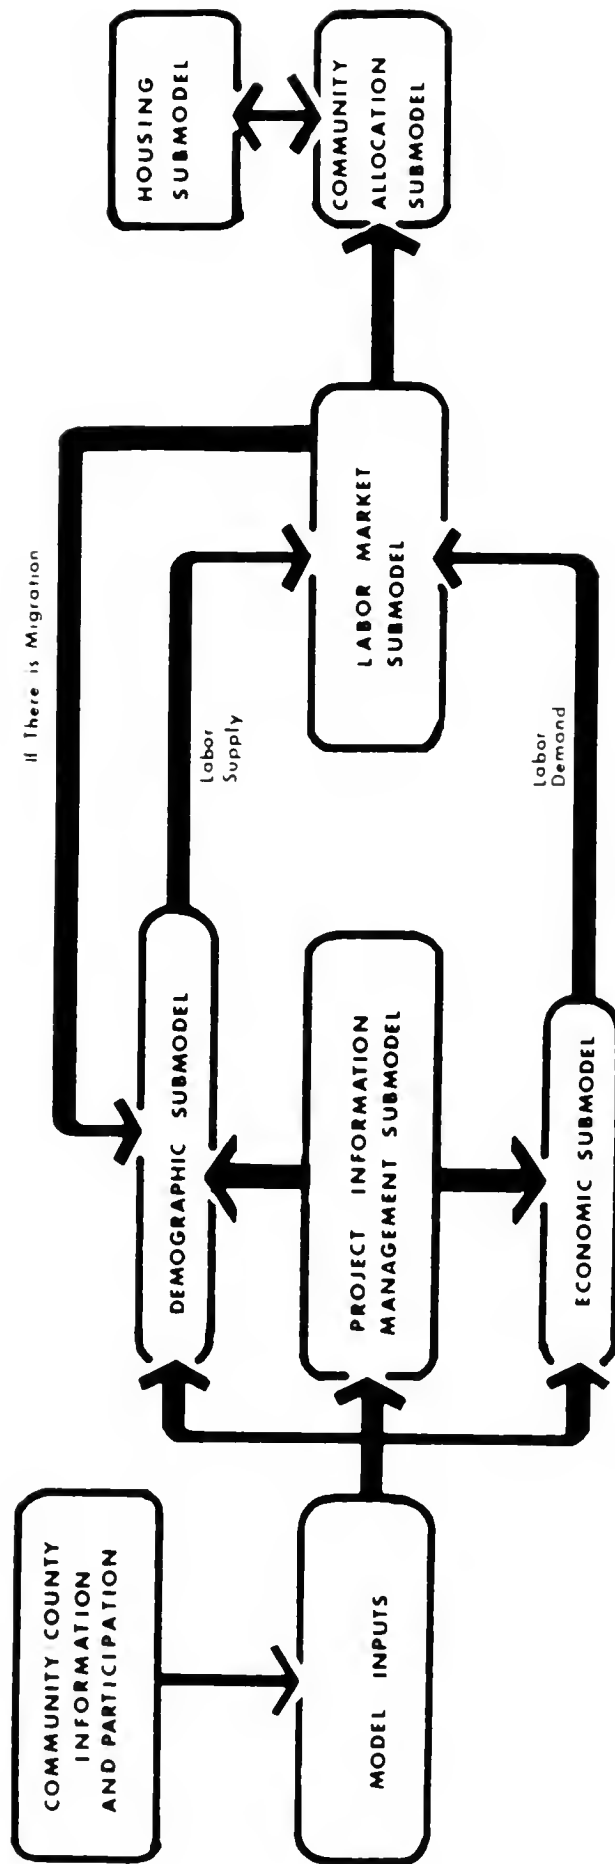 COMMUNITY COUNTY
INFORMATION
AND PARTICIPATION
MODEL INPUTS
If There is Migration
DEMOGRAPHIC SUBMODEL
Labor
Supply
PROJECT INFORMATION
MANAGEMENT SUBMODEL
ECONOMIC SUBMODEL
Labor
Demand
LABOR MARKET
SUBMODEL
HOUSING
SUBMODEL
COMMUNITY
ALLOCATION
SUBMODEL